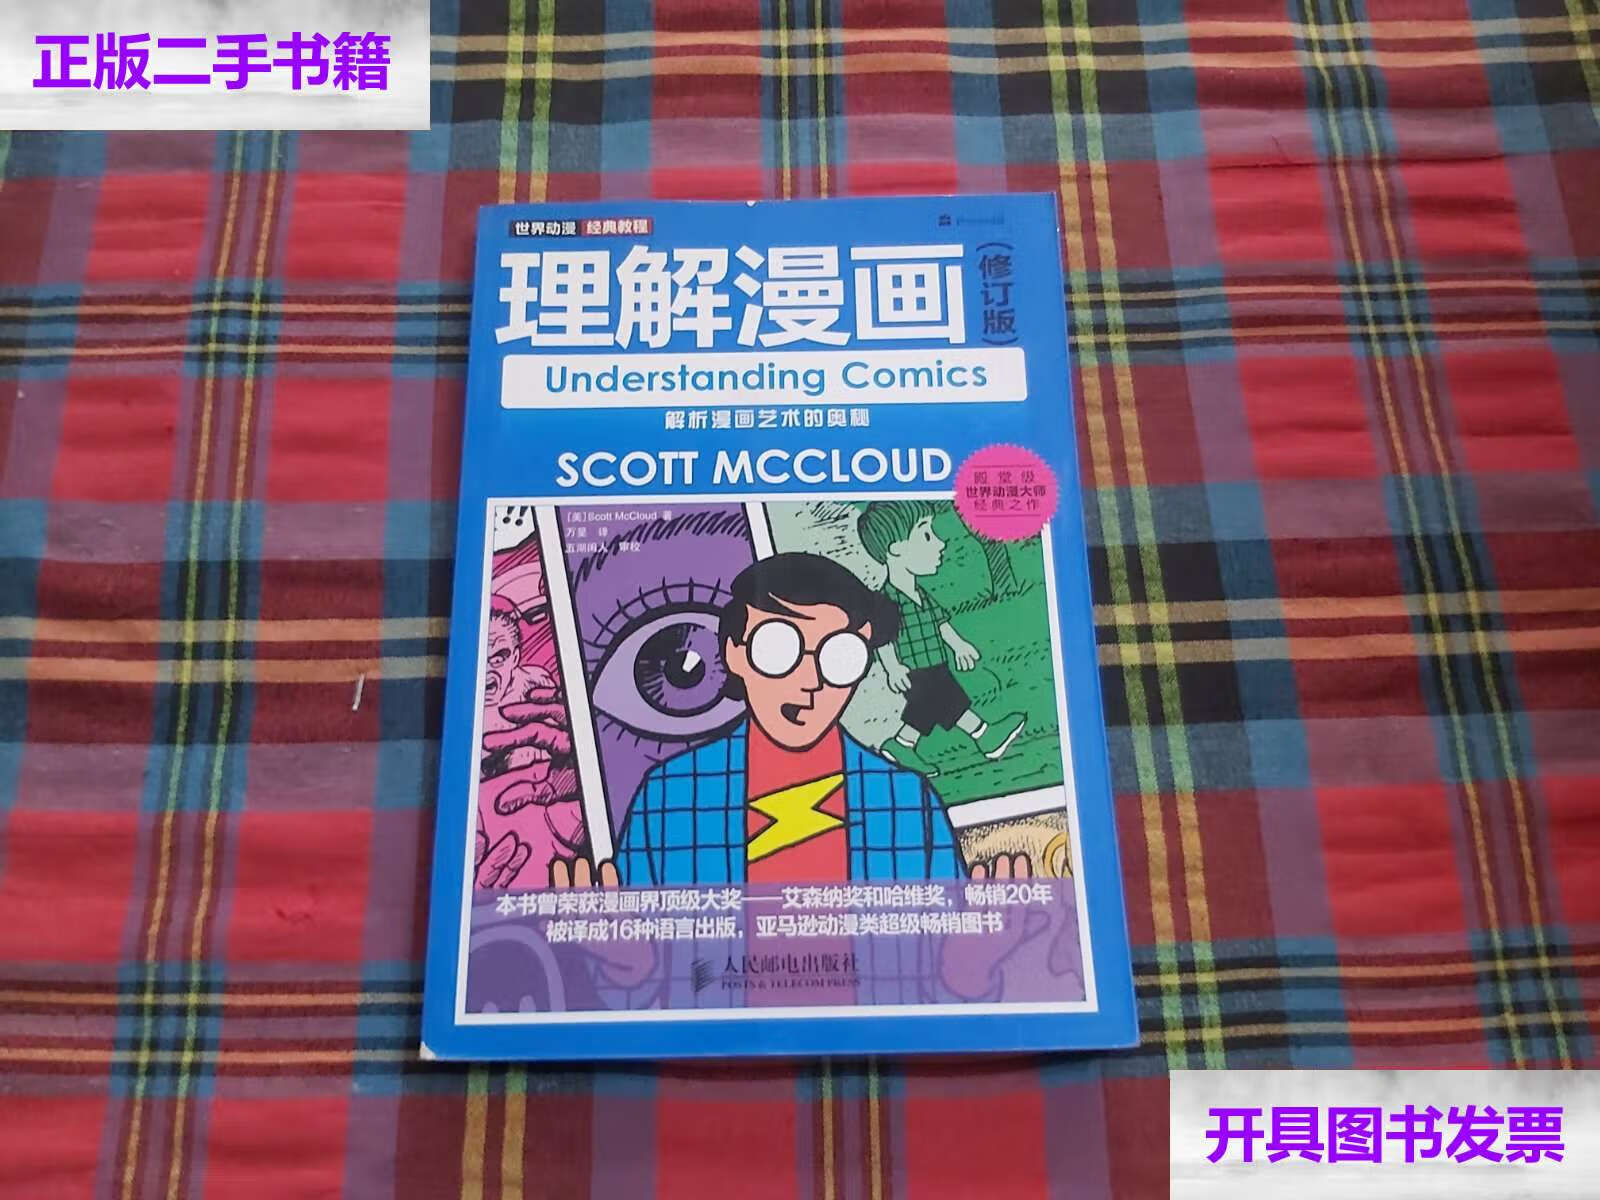 正版二手书籍
世界动漫 经典教程
理解漫画
(修订版)
Understanding Comics
解析漫画艺术的奥秘
SCOTT MCCLOUD
殿堂级
世界动漫大师
经典之作
[美]Scott McCloud 著
万旻 译
五湖闲人 审校
!!
本书曾荣获漫画界顶级大奖——艾森纳奖和哈维奖，畅销20年
被译成16种语言出版，亚马逊动漫类超级畅销图书
人民邮电出版社
POSTS & TELECOM PRESS
开具图书发票